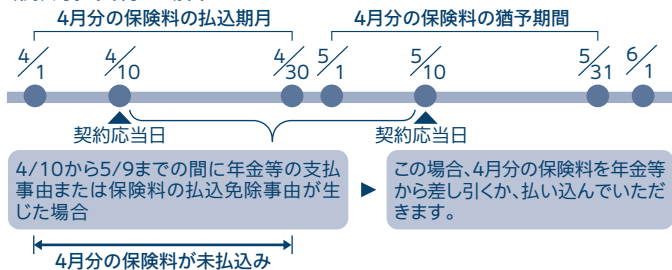 4月分の保険料の払込期月 4月分の保険料の猶予期間
4/1 4/10 4/30 5/1 5/10 5/31 6/1
契約応当日 契約応当日
4/10から5/9までの間に年金等の支払
事由または保険料の払込免除事由が生
じた場合
この場合、4月分の保険料を年金等
から差し引くか、払い込んでいただ
きます。
4月分の保険料が未払込み